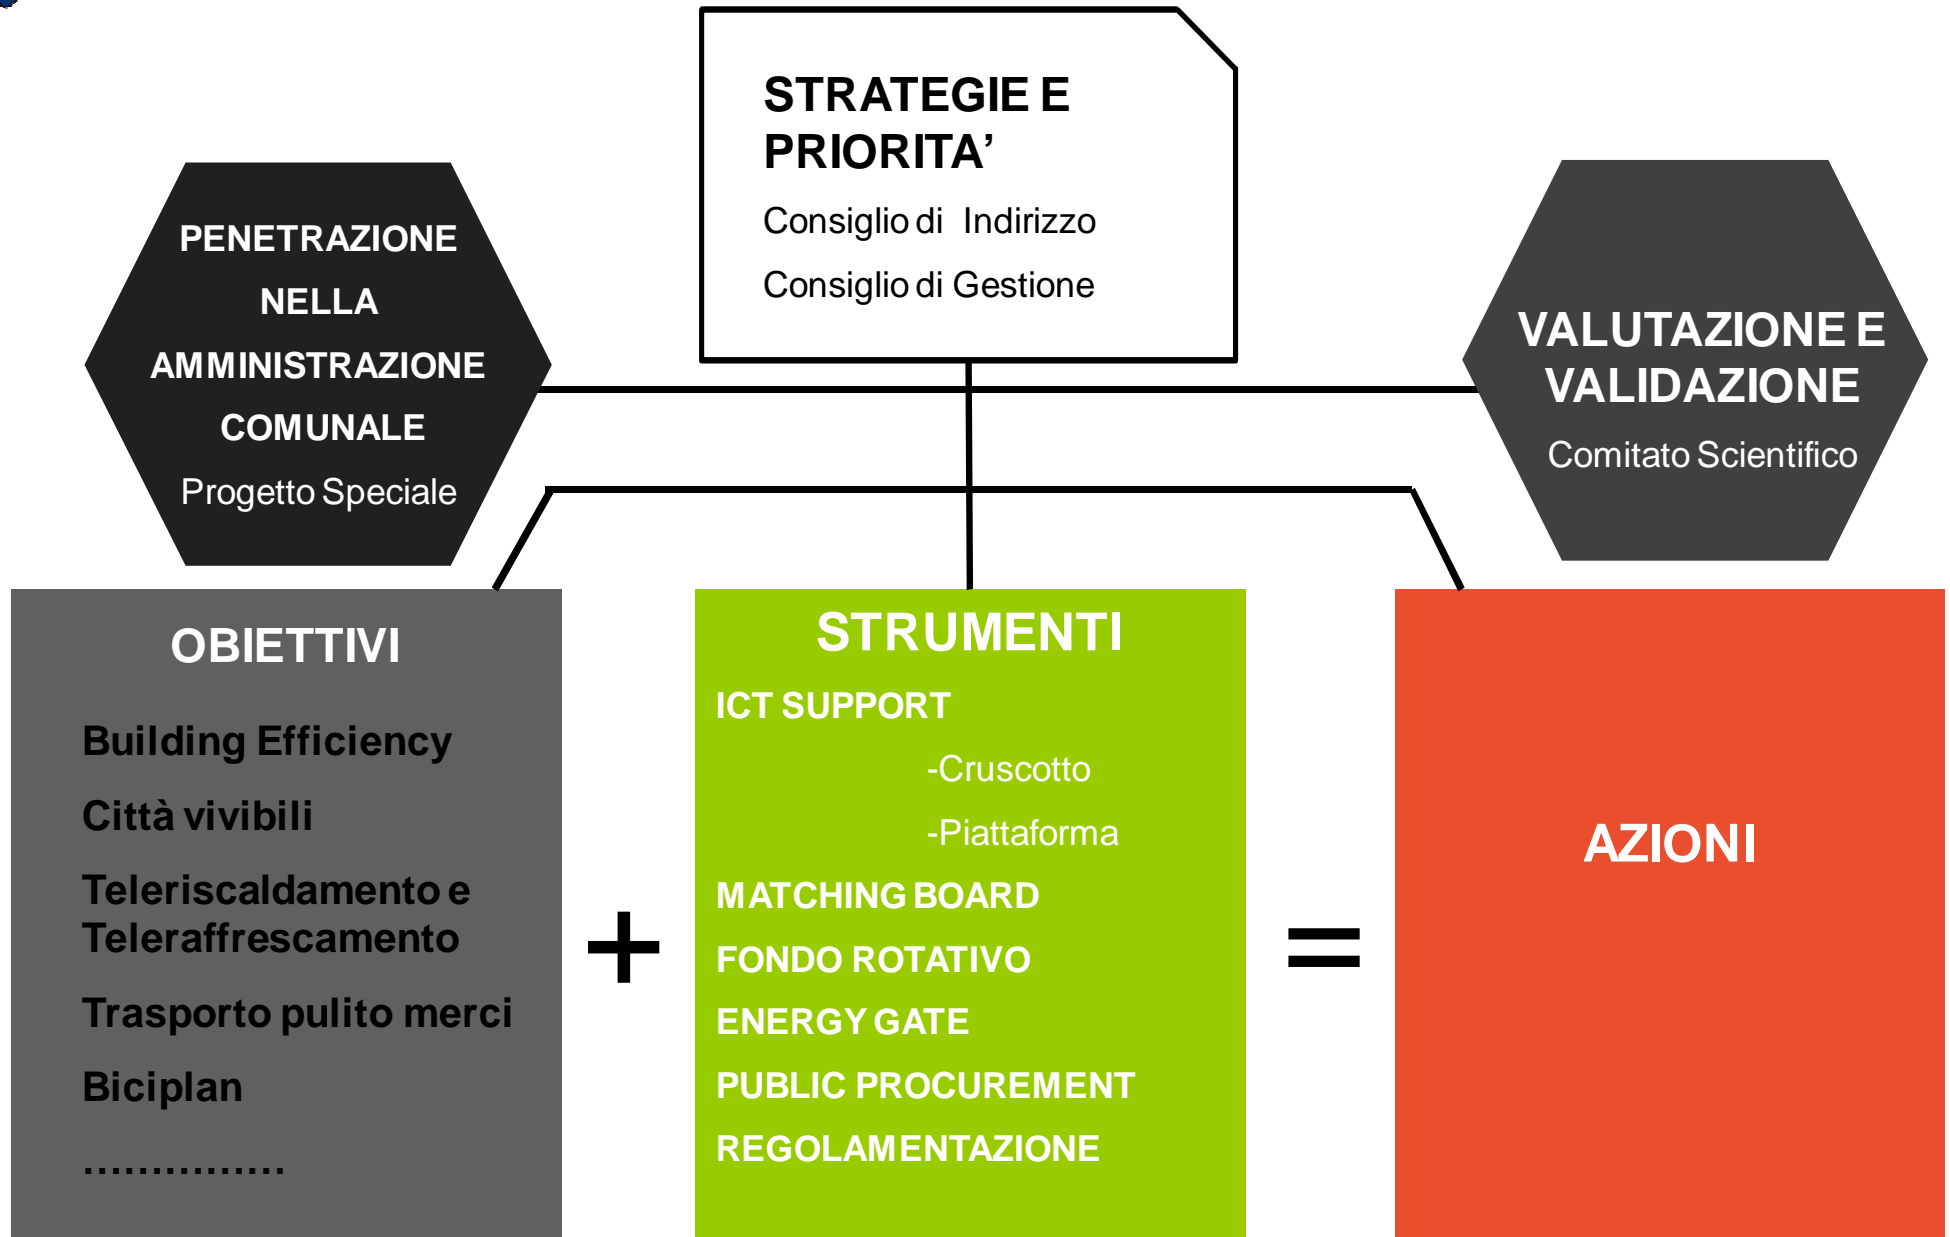 STRATEGIE E
PRIORITA’
Consiglio di Indirizzo
Consiglio di Gestione
PENETRAZIONE
NELLA
AMMINISTRAZIONE
COMUNALE
Progetto Speciale
VALUTAZIONE E
VALIDAZIONE
Comitato Scientifico
OBIETTIVI
Building Efficiency
Città vivibili
Teleriscaldamento e
Teleraffrescamento
Trasporto pulito merci
Biciplan
……………
+
STRUMENTI
ICT SUPPORT
-Cruscotto
-Piattaforma
MATCHING BOARD
FONDO ROTATIVO
ENERGY GATE
PUBLIC PROCUREMENT
REGOLAMENTAZIONE
=
AZIONI